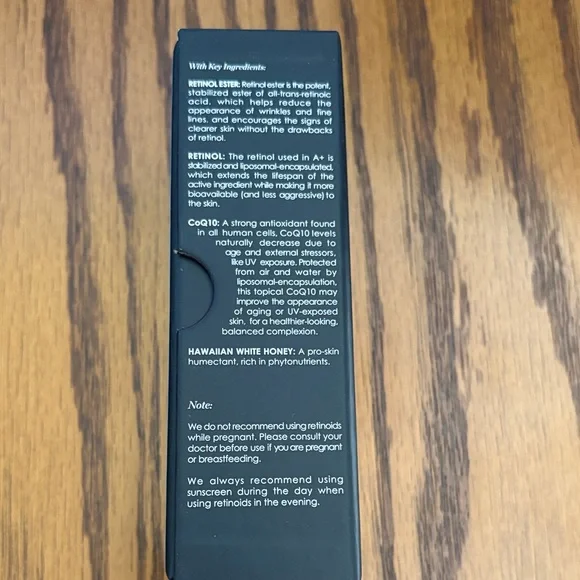 With Key Ingredients:
RETINOL ESTER: Retinol ester is the potent,
stabilized ester of all-trans-retinoic
acid, which helps reduce the
appearance of wrinkles and fine
lines, and encourages the signs of
clearer skin without the drawbacks
of retinol.
RETINOL: The retinol used in A+ is
stabilized and liposomal-encapsulated,
which extends the lifespan of the
active ingredient while making it more
bioavailable (and less aggressive) to
the skin.
CoQ10: A strong antioxidant found
in all human cells, CoQ10 levels
naturally decrease due to
age and external stressors,
like UV exposure. Protected
from air and water by
liposomal-encapsulation,
this topical CoQ10 may
improve the appearance
of aging or UV-exposed
skin, for a healthier-looking,
balanced complexion.
HAWAIIAN WHITE HONEY: A pro-skin
humectant, rich in phytonutrients.
Note:
We do not recommend using retinoids
while pregnant. Please consult your
doctor before use if you are pregnant
or breastfeeding.
We always recommend using
sunscreen during the day when
using retinoids in the evening.